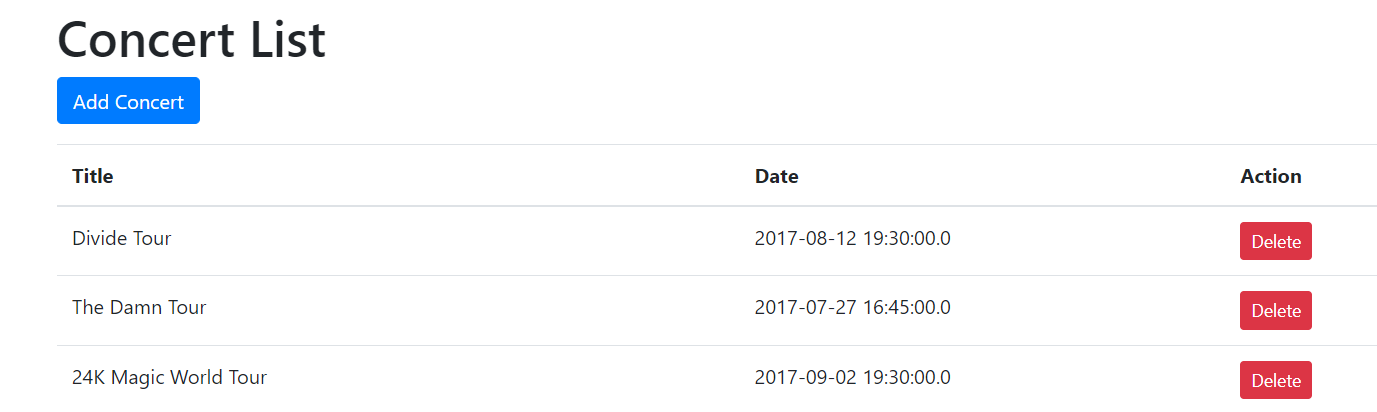 Concert List
Add Concert
Title Date Action
Divide Tour 2017-08-12 19:30:00.0 Delete
The Damn Tour 2017-07-27 16:45:00.0 Delete
24K Magic World Tour 2017-09-02 19:30:00.0 Delete